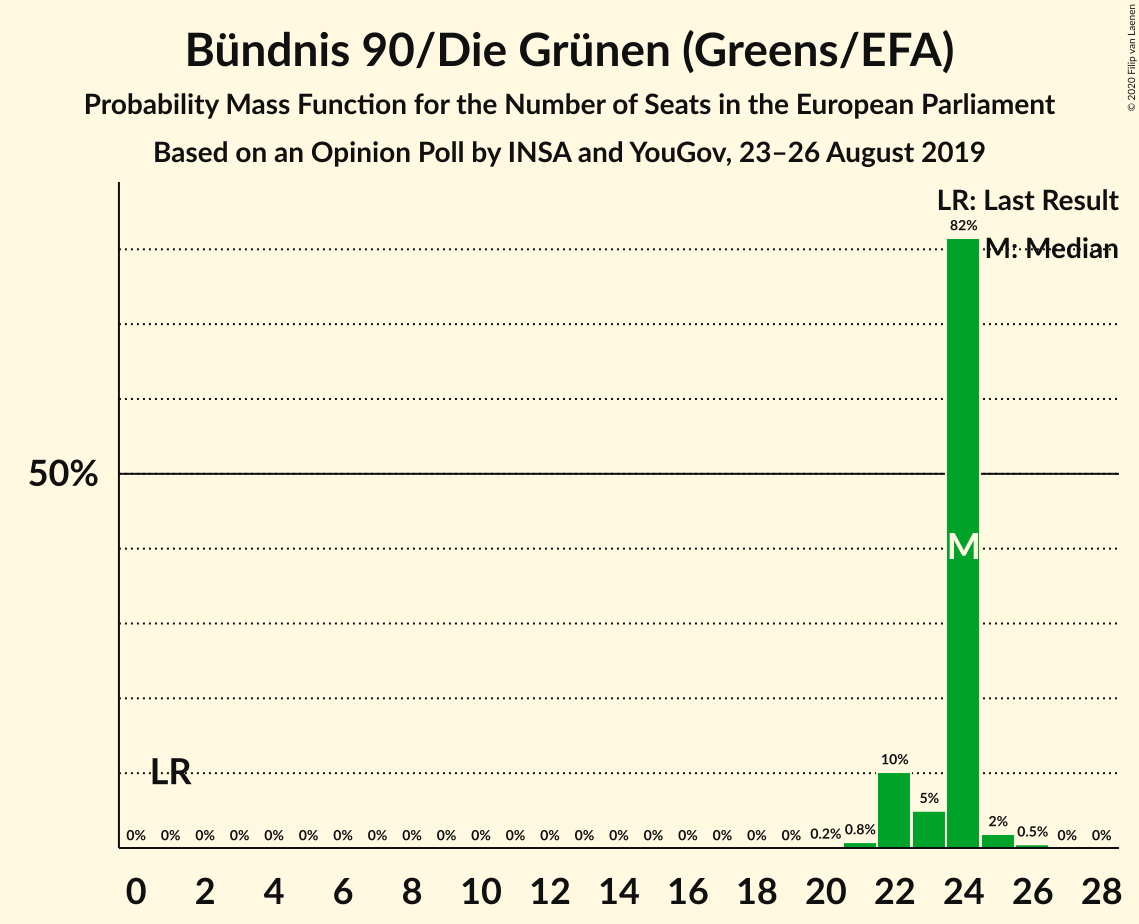 Bündnis 90/Die Grünen (Greens/EFA)
Probability Mass Function for the Number of Seats in the European Parliament
Based on an Opinion Poll by INSA and YouGov, 23–26 August 2019
© 2020 Filip van Laenen
LR: Last Result
82%
M: Median
50%
M
LR
10%
5%
0% 0% 0% 0% 0% 0% 0% 0% 0% 0% 0% 0% 0% 0% 0% 0% 0% 0% 0% 0% 0.2% 0.8% 2% 0.5% 0% 0%
0 2 4 6 8 10 12 14 16 18 20 22 24 26 28